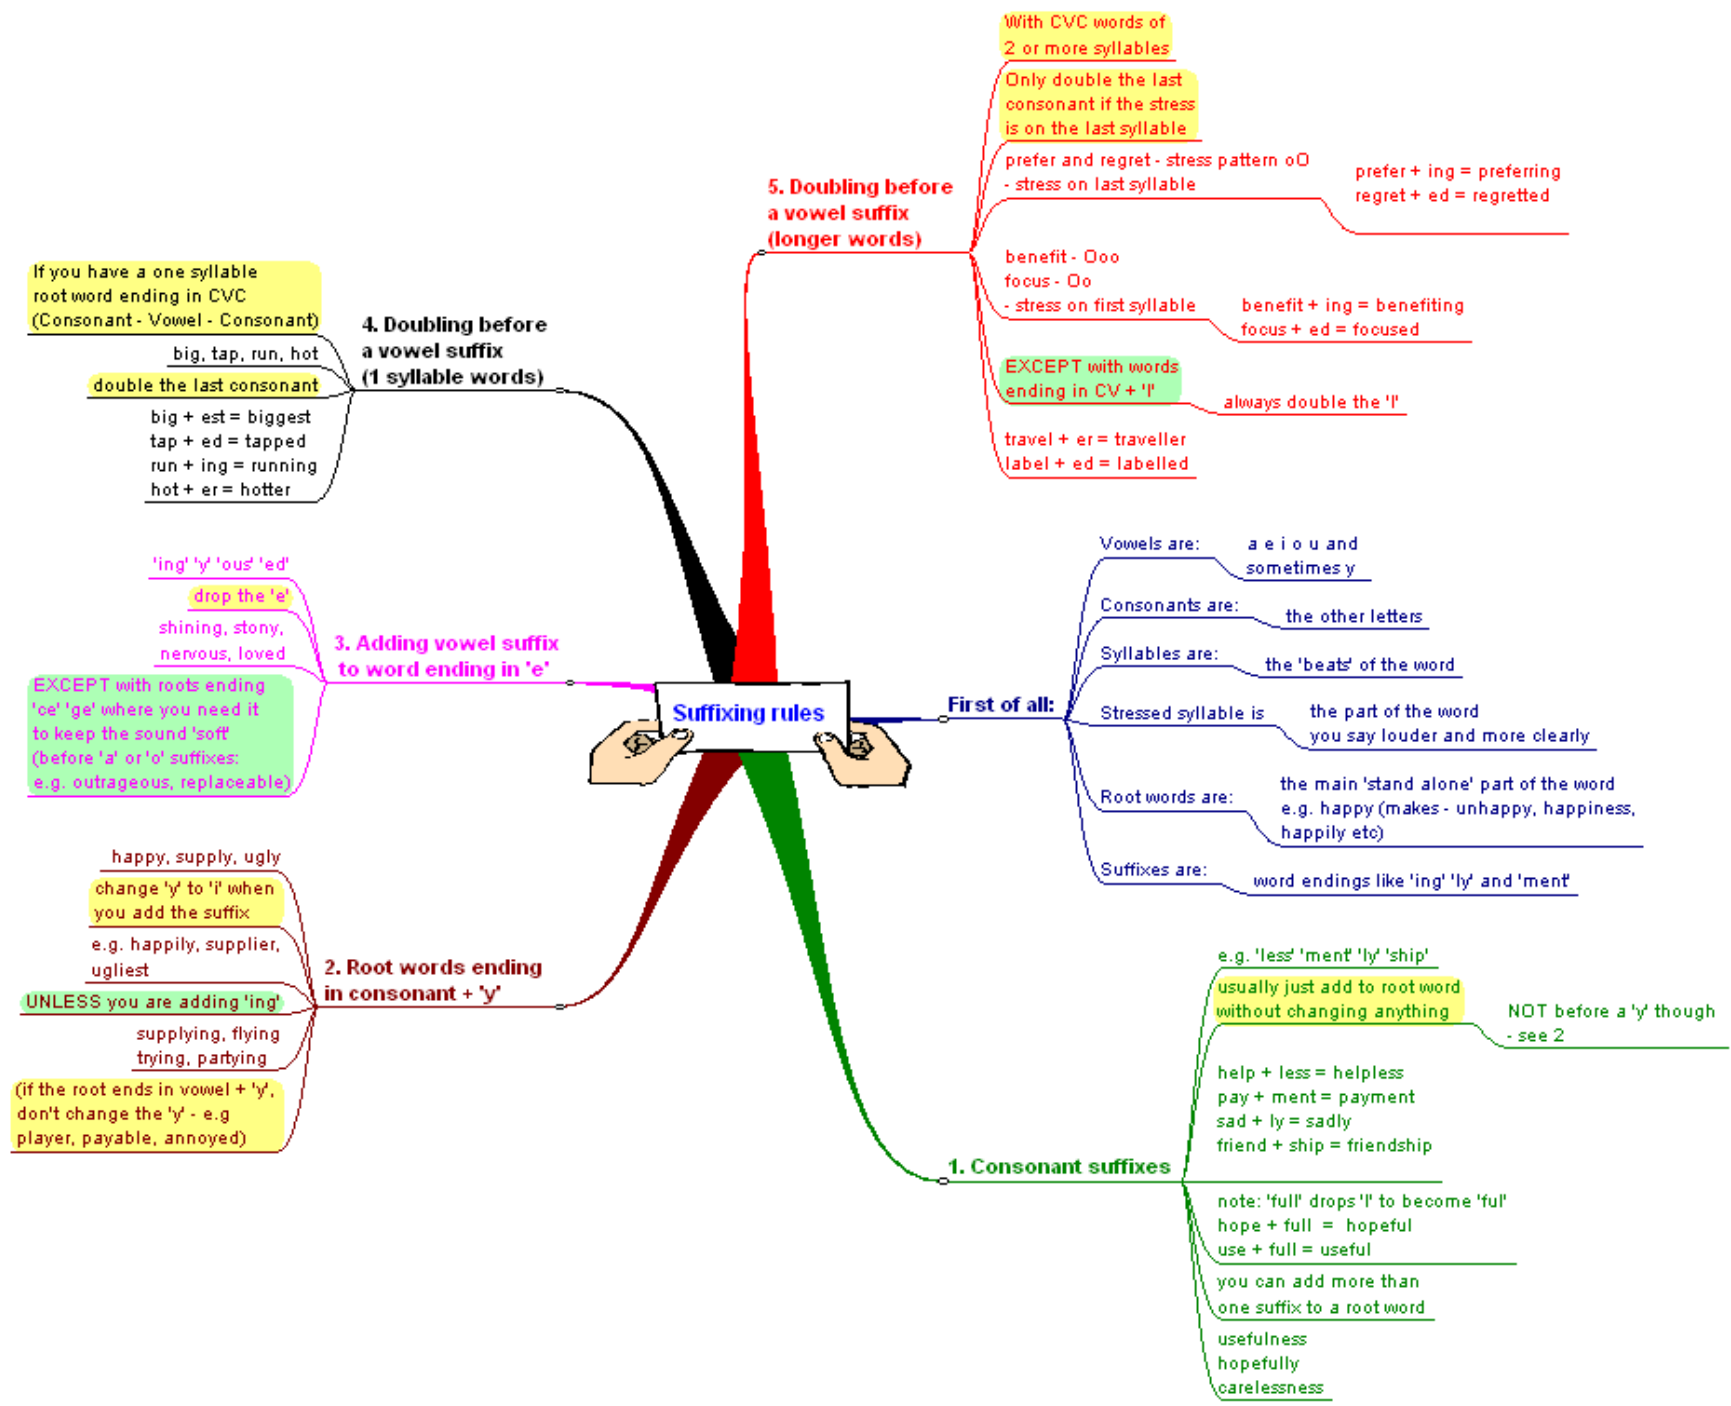 Suffixing rules
First of all:
Vowels are:
a e i o u and
sometimes y
Consonants are:
the other letters
Syllables are:
the 'beats' of the word
Stressed syllable is
the part of the word
you say louder and more clearly
Root words are:
the main 'stand alone' part of the word
e.g. happy (makes - unhappy, happiness,
happily etc)
Suffixes are:
word endings like 'ing' 'ly' and 'ment'
1. Consonant suffixes
e.g. 'less' 'ment' 'ly' 'ship'
usually just add to root word
without changing anything
NOT before a 'y' though
- see 2
help + less = helpless
pay + ment = payment
sad + ly = sadly
friend + ship = friendship
note: 'full' drops 'l' to become 'ful'
hope + full = hopeful
use + full = useful
you can add more than
one suffix to a root word
usefulness
hopefully
carelessness
2. Root words ending
in consonant + 'y'
happy, supply, ugly
change 'y' to 'i' when
you add the suffix
e.g. happily, supplier,
ugliest
UNLESS you are adding 'ing'
supplying, flying
trying, partying
(if the root ends in vowel + 'y',
don't change the 'y' - e.g
player, payable, annoyed)
3. Adding vowel suffix
to word ending in 'e'
'ing' 'y' 'ous' 'ed'
drop the 'e'
shining, stony,
nervous, loved
EXCEPT with roots ending
'ce' 'ge' where you need it
to keep the sound 'soft'
(before 'a' or 'o' suffixes:
e.g. outrageous, replaceable)
4. Doubling before
a vowel suffix
(1 syllable words)
If you have a one syllable
root word ending in CVC
(Consonant - Vowel - Consonant)
big, tap, run, hot
double the last consonant
big + est = biggest
tap + ed = tapped
run + ing = running
hot + er = hotter
5. Doubling before
a vowel suffix
(longer words)
With CVC words of
2 or more syllables
Only double the last
consonant if the stress
is on the last syllable
prefer and regret - stress pattern oO
- stress on last syllable
prefer + ing = preferring
regret + ed = regretted
benefit - Ooo
focus - Oo
- stress on first syllable
benefit + ing = benefiting
focus + ed = focused
EXCEPT with words
ending in CV + 'l'
always double the 'l'
travel + er = traveller
label + ed = labelled